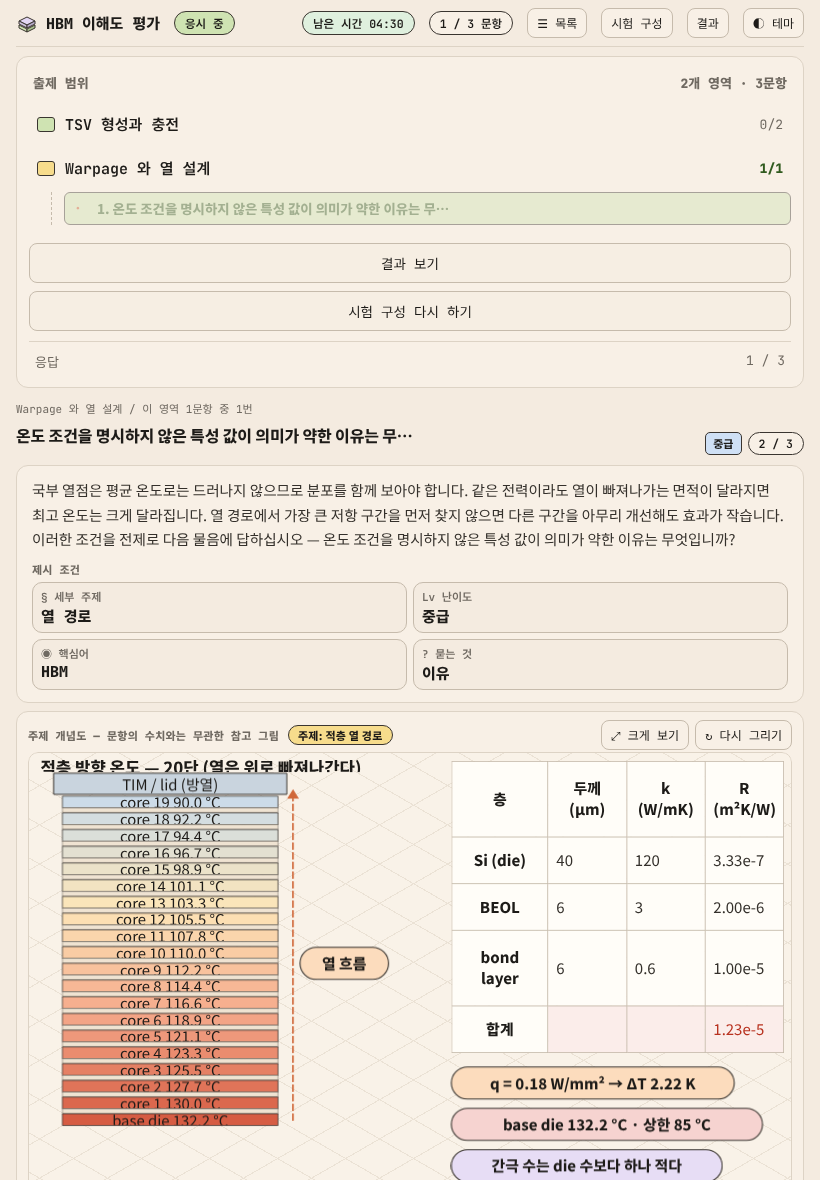 HBM 이해도 평가 응시 중 남은 시간 04:30 1 / 3 문항 ☰ 목록 시험 구성 결과 ◐ 테마
출제 범위 2개 영역 · 3문항
TSV 형성과 충전 0/2
Warpage 와 열 설계 1/1
· 1. 온도 조건을 명시하지 않은 특성 값이 의미가 약한 이유는 무…
결과 보기
시험 구성 다시 하기
응답 1 / 3
Warpage 와 열 설계 / 이 영역 1문항 중 1번
온도 조건을 명시하지 않은 특성 값이 의미가 약한 이유는 무… 중급 2 / 3
국부 열점은 평균 온도로는 드러나지 않으므로 분포를 함께 보아야 합니다. 같은 전력이라도 열이 빠져나가는 면적이 달라지면
최고 온도는 크게 달라집니다. 열 경로에서 가장 큰 저항 구간을 먼저 찾지 않으면 다른 구간을 아무리 개선해도 효과가 작습니다.
이러한 조건을 전제로 다음 물음에 답하십시오 — 온도 조건을 명시하지 않은 특성 값이 의미가 약한 이유는 무엇입니까?
제시 조건
§ 세부 주제
열 경로
Lv 난이도
중급
◉ 핵심어
HBM
? 묻는 것
이유
주제 개념도 — 문항의 수치와는 무관한 참고 그림 주제: 적층 열 경로 ⤢ 크게 보기 ↻ 다시 그리기
적층 방향 온도 — 20단 (열은 위로 빠져나간다)
TIM / lid (방열)
core 19 90.0 °C
core 18 92.2 °C
core 17 94.4 °C
core 16 96.7 °C
core 15 98.9 °C
core 14 101.1 °C
core 13 103.3 °C
core 12 105.5 °C
core 11 107.8 °C
core 10 110.0 °C
core 9 112.2 °C
core 8 114.4 °C
core 7 116.6 °C
core 6 118.9 °C
core 5 121.1 °C
core 4 123.3 °C
core 3 125.5 °C
core 2 127.7 °C
core 1 130.0 °C
base die 132.2 °C
열 흐름
층 두께 (μm) k (W/mK) R (m²K/W)
Si (die) 40 120 3.33e-7
BEOL 6 3 2.00e-6
bond layer 6 0.6 1.00e-5
합계 1.23e-5
q = 0.18 W/mm² → ΔT 2.22 K
base die 132.2 °C · 상한 85 °C
간극 수는 die 수보다 하나 적다